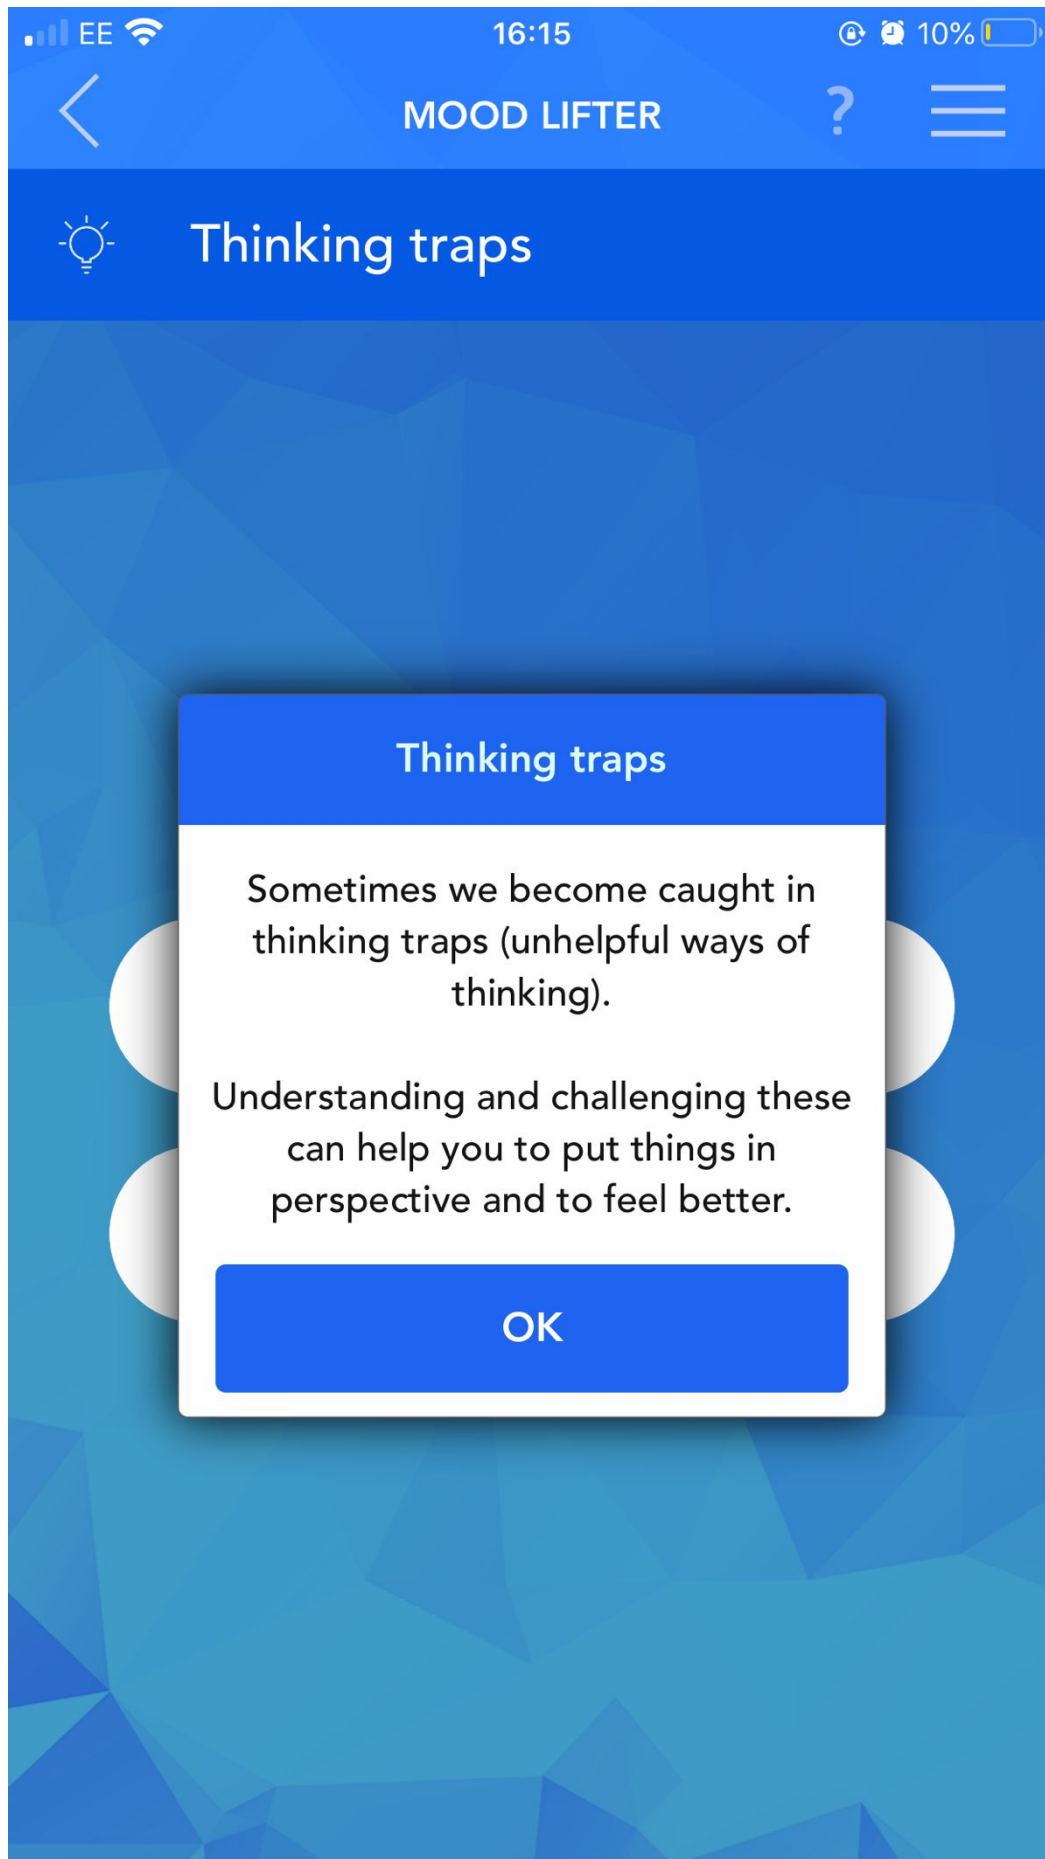 EE 16:15 10%
MOOD LIFTER ?
Thinking traps
Thinking traps
Sometimes we become caught in
thinking traps (unhelpful ways of
thinking).
Understanding and challenging these
can help you to put things in
perspective and to feel better.
OK